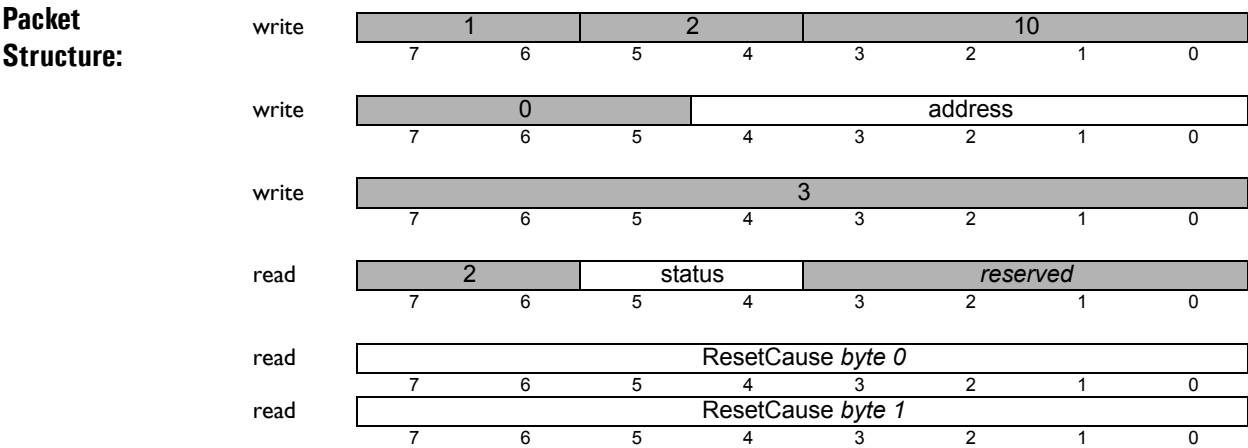 Packet
Structure:
write 1 2 10
7 6 5 4 3 2 1 0
write 0 address
7 6 5 4 3 2 1 0
write 3
7 6 5 4 3 2 1 0
read 2 status reserved
7 6 5 4 3 2 1 0
read ResetCause byte 0
7 6 5 4 3 2 1 0
read ResetCause byte 1
7 6 5 4 3 2 1 0